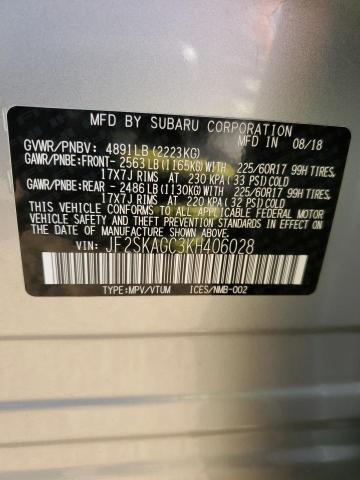 MFD BY SUBARU CORPORATION IN 08/18
GVWR/PNBV: 4891LB (2223KG)
GAWR/PNBE:FRONT- 2563LB(1165KG)WITH 225/60R17 99H TIRES,
17X7J RIMS AT 230 KPA (33 PSI) COLD
GAWR/PNBE:REAR - 2486LB(1130KG)WITH 225/60R17 99H TIRES,
17X7J RIMS AT 220 KPA (32 PSI) COLD
THIS VEHICLE CONFORMS TO ALL APPLICABLE FEDERAL MOTOR
VEHICLE SAFETY, BUMPER, AND THEFT PREVENTION STANDARDS
IN EFFECT ON THE DATE OF MANUFACTURE SHOWN ABOVE.
VIN: JF2SKAGC3KH406028
TYPE:MPV/VTUM ICES/NMB-002